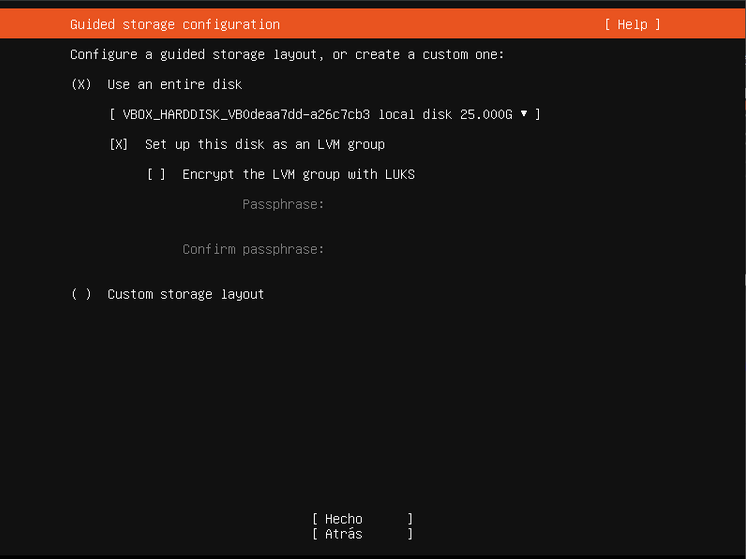 Guided storage configuration [ Help ]
Configure a guided storage layout, or create a custom one:
(X) Use an entire disk
[ VBOX_HARDDISK_VB0deaa7dd-a26c7cb3 local disk 25.000G ▼ ]
[X] Set up this disk as an LVM group
[ ] Encrypt the LVM group with LUKS
Passphrase:
Confirm passphrase:
( ) Custom storage layout
[ Hecho ]
[ Atrás ]